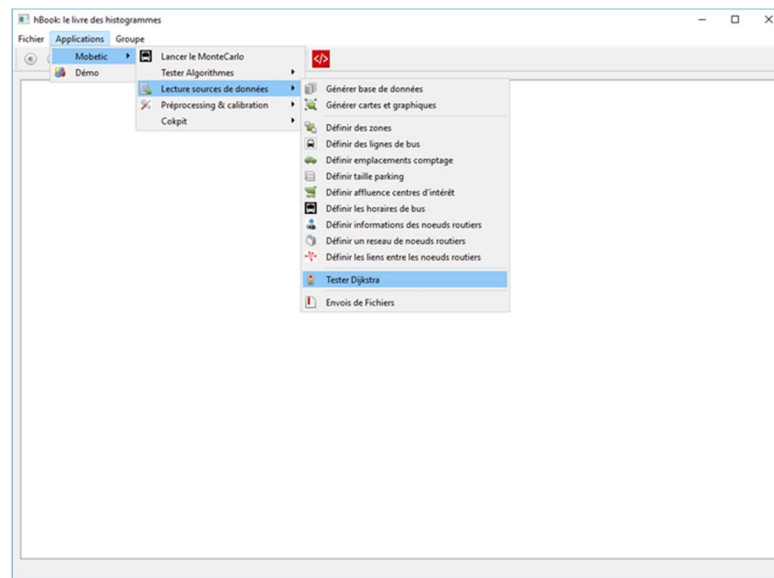 hBook: le livre des histogrammes
Fichier Applications Groupe
Mobetic
Démo
Lancer le MonteCarlo
Tester Algorithmes
Lecture sources de données
Préprocessing & calibration
Cokpit
Générer base de données
Générer cartes et graphiques
Définir des zones
Définir des lignes de bus
Définir emplacements comptage
Définir taille parking
Définir affluence centres d'intérêt
Définir les horaires de bus
Définir informations des noeuds routiers
Définir un reseau de noeuds routiers
Définir les liens entre les noeuds routiers
Tester Dijkstra
Envois de Fichiers